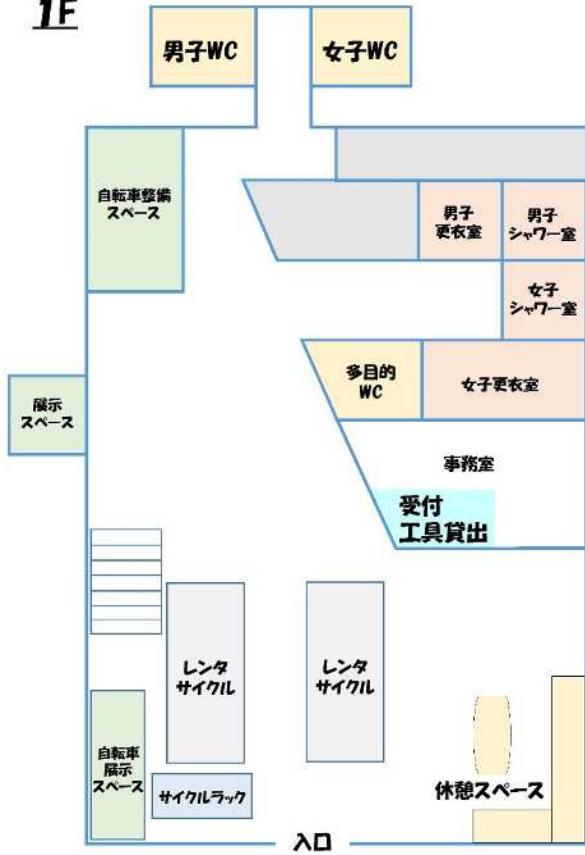 1F
男子WC
女子WC
自転車整備
スペース
男子
更衣室
男子
シャワー室
女子
シャワー室
多目的
WC
女子更衣室
展示
スペース
事務室
受付
工具貸出
レンタ
サイクル
レンタ
サイクル
自転車
展示
スペース
サイクルラック
休憩スペース
入口